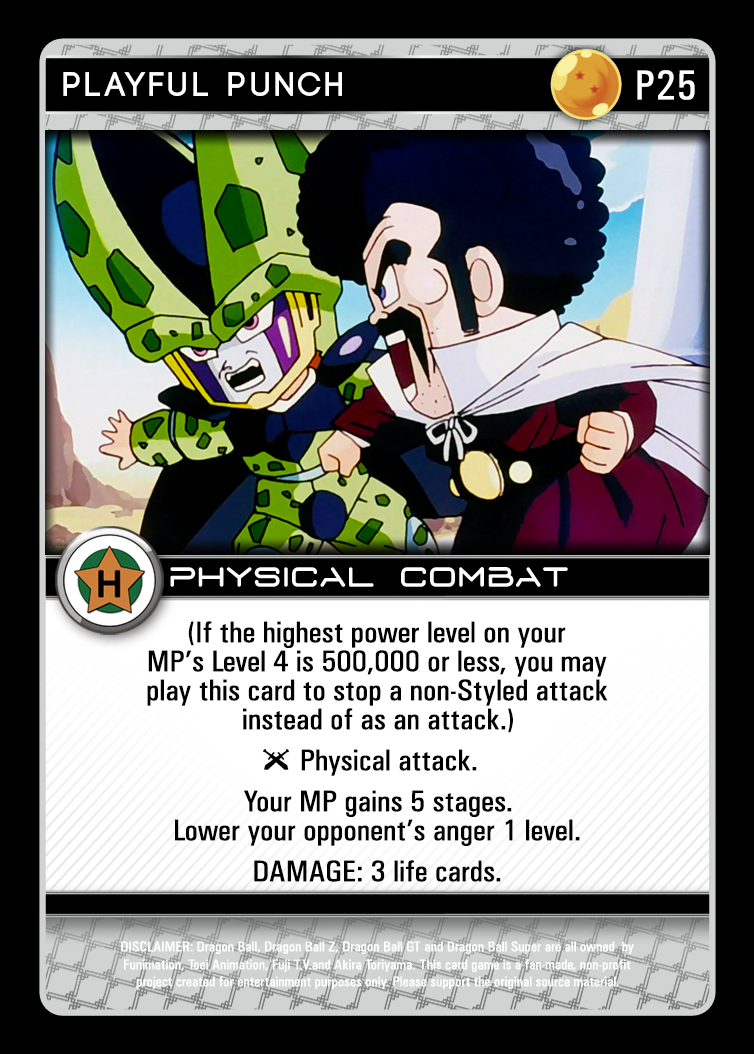 PLAYFUL PUNCH
P25
H
PHYSICAL COMBAT
(If the highest power level on your
MP's Level 4 is 500,000 or less, you may
play this card to stop a non-Styled attack
instead of as an attack.)
Physical attack.
Your MP gains 5 stages.
Lower your opponent's anger 1 level.
DAMAGE: 3 life cards.
DISCLAIMER: Dragon Ball, Dragon Ball Z, Dragon Ball GT and Dragon Ball Super are all owned by
Funimation, Toei Animation, Fuji T.V.and Akira Toriyama. This card game is a fan-made, non-profit
project created for entertainment purposes only. Please support the original source material.